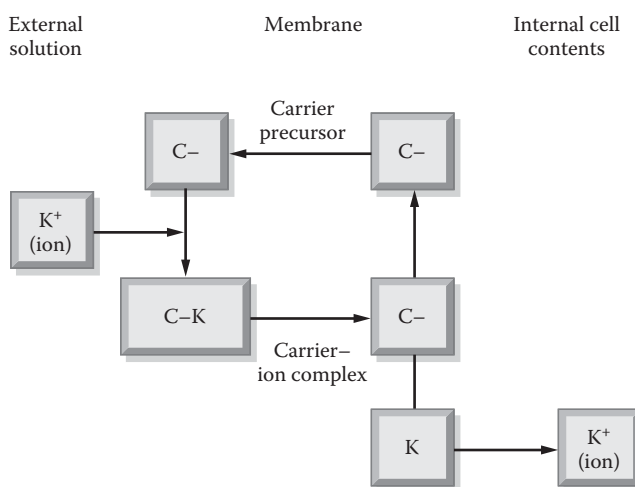 External
solution
Membrane
Internal cell
contents
Carrier
precursor
C–
C–
K⁺
(ion)
C–K
C–
Carrier–
ion complex
K
K⁺
(ion)